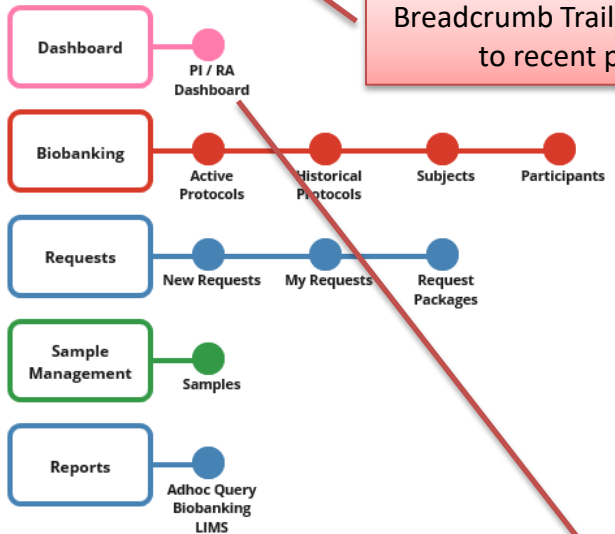 Breadcrumb Trail
to recent
Dashboard
PI / RA
Dashboard
Biobanking
Active
Protocols
Historical
Protocols
Subjects
Participants
Requests
New Requests
My Requests
Request
Packages
Sample
Management
Samples
Reports
Adhoc Query
Biobanking
LIMS